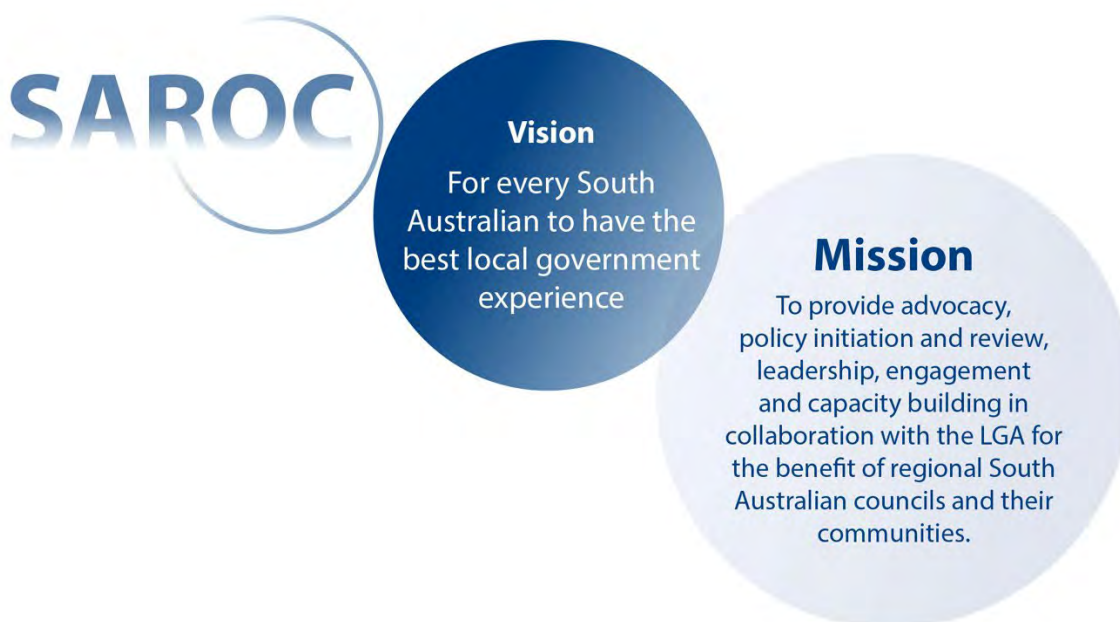 SAROC
Vision
For every South
Australian to have the
best local government
experience
Mission
To provide advocacy,
policy initiation and review,
leadership, engagement
and capacity building in
collaboration with the LGA for
the benefit of regional South
Australian councils and their
communities.